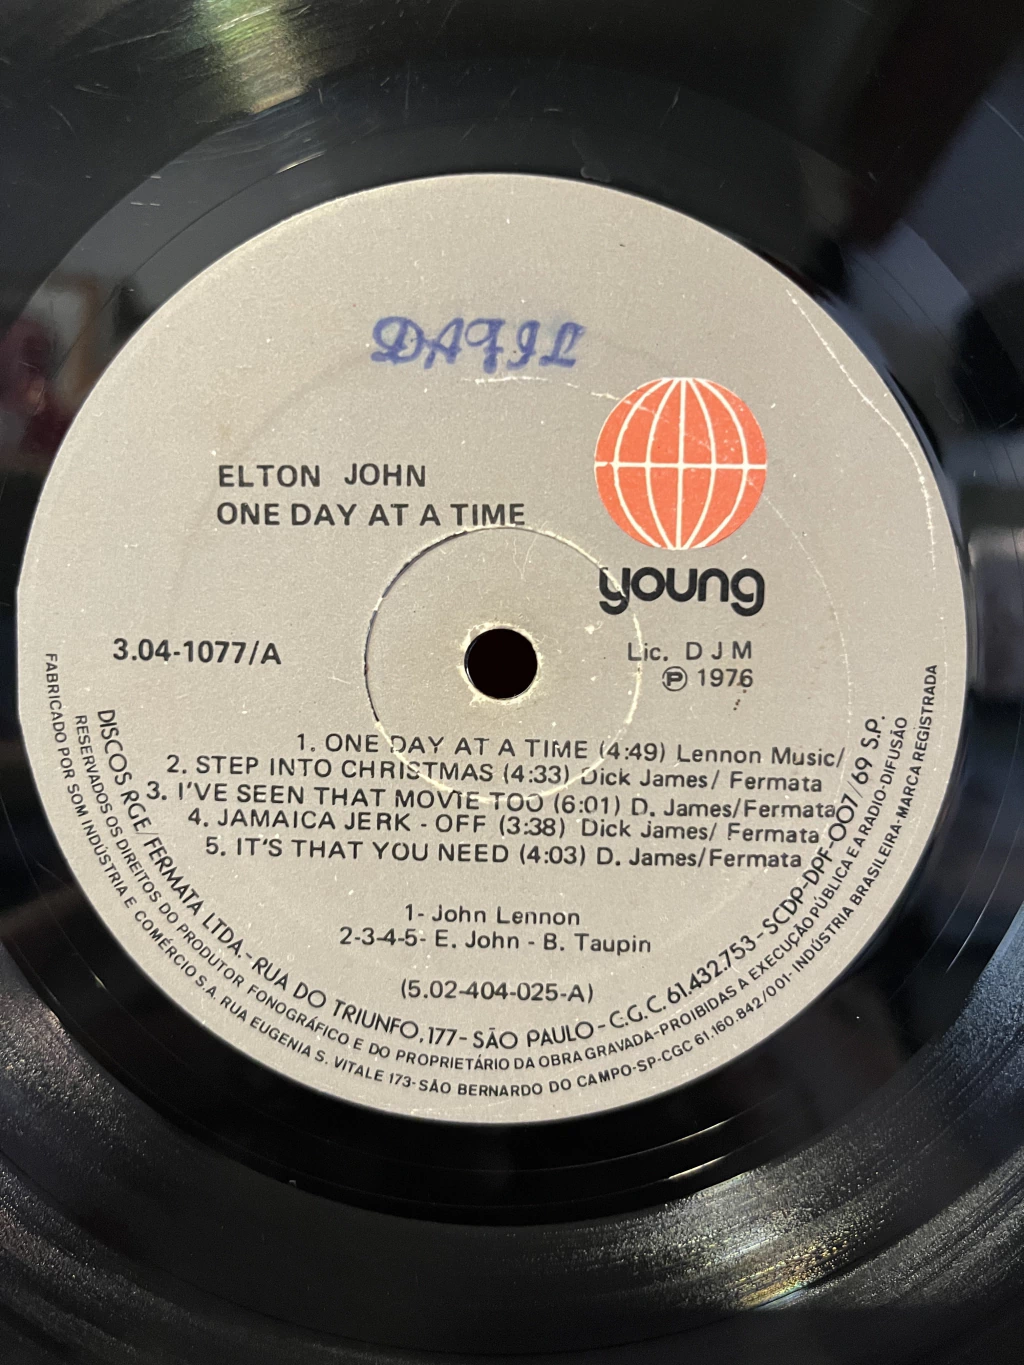 DAFIL
ELTON JOHN
ONE DAY AT A TIME
young
3.04-1077/A
Lic. D J M
Ⓟ 1976
1. ONE DAY AT A TIME (4:49) Lennon Music/
2. STEP INTO CHRISTMAS (4:33) Dick James/ Fermata
3. I'VE SEEN THAT MOVIE TOO (6:01) D. James/Fermata
4. JAMAICA JERK - OFF (3:38) Dick James/ Fermata
5. IT'S THAT YOU NEED (4:03) D. James/Fermata
1- John Lennon
2-3-4-5- E. John - B. Taupin
(5.02-404-025-A)
DISCOS RGE/FERMATA LTDA.-RUA DO TRIUNFO,177-SÃO PAULO-C.G.C. 61.432.753-SCDP-DPF-007/69 S.P.
RESERVADOS OS DIREITOS DO PRODUTOR FONOGRÁFICO E DO PROPRIETÁRIO DA OBRA GRAVADA-PROIBIDAS A EXECUÇÃO PÚBLICA E A RADIO-DIFUSÃO
FABRICADO POR SOM INDÚSTRIA E COMÉRCIO S.A. RUA EUGENIA S. VITALE 173-SÃO BERNARDO DO CAMPO-SP-CGC 61.160.842/001-INDÚSTRIA BRASILEIRA-MARCA REGISTRADA